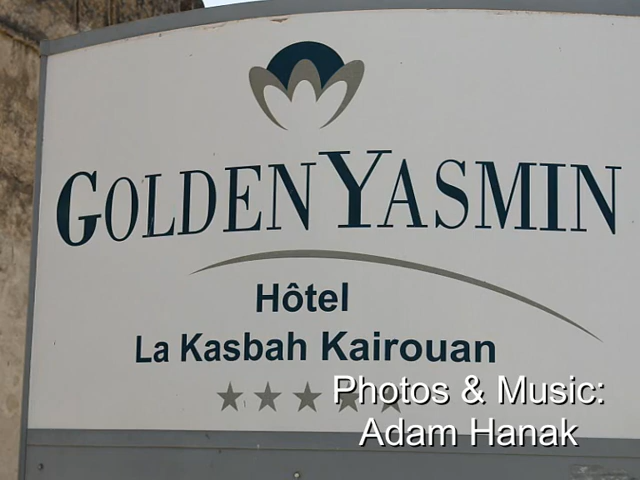 GOLDEN YASMIN
Hôtel
La Kasbah Kairouan
Photos & Music:
Adam Hanak